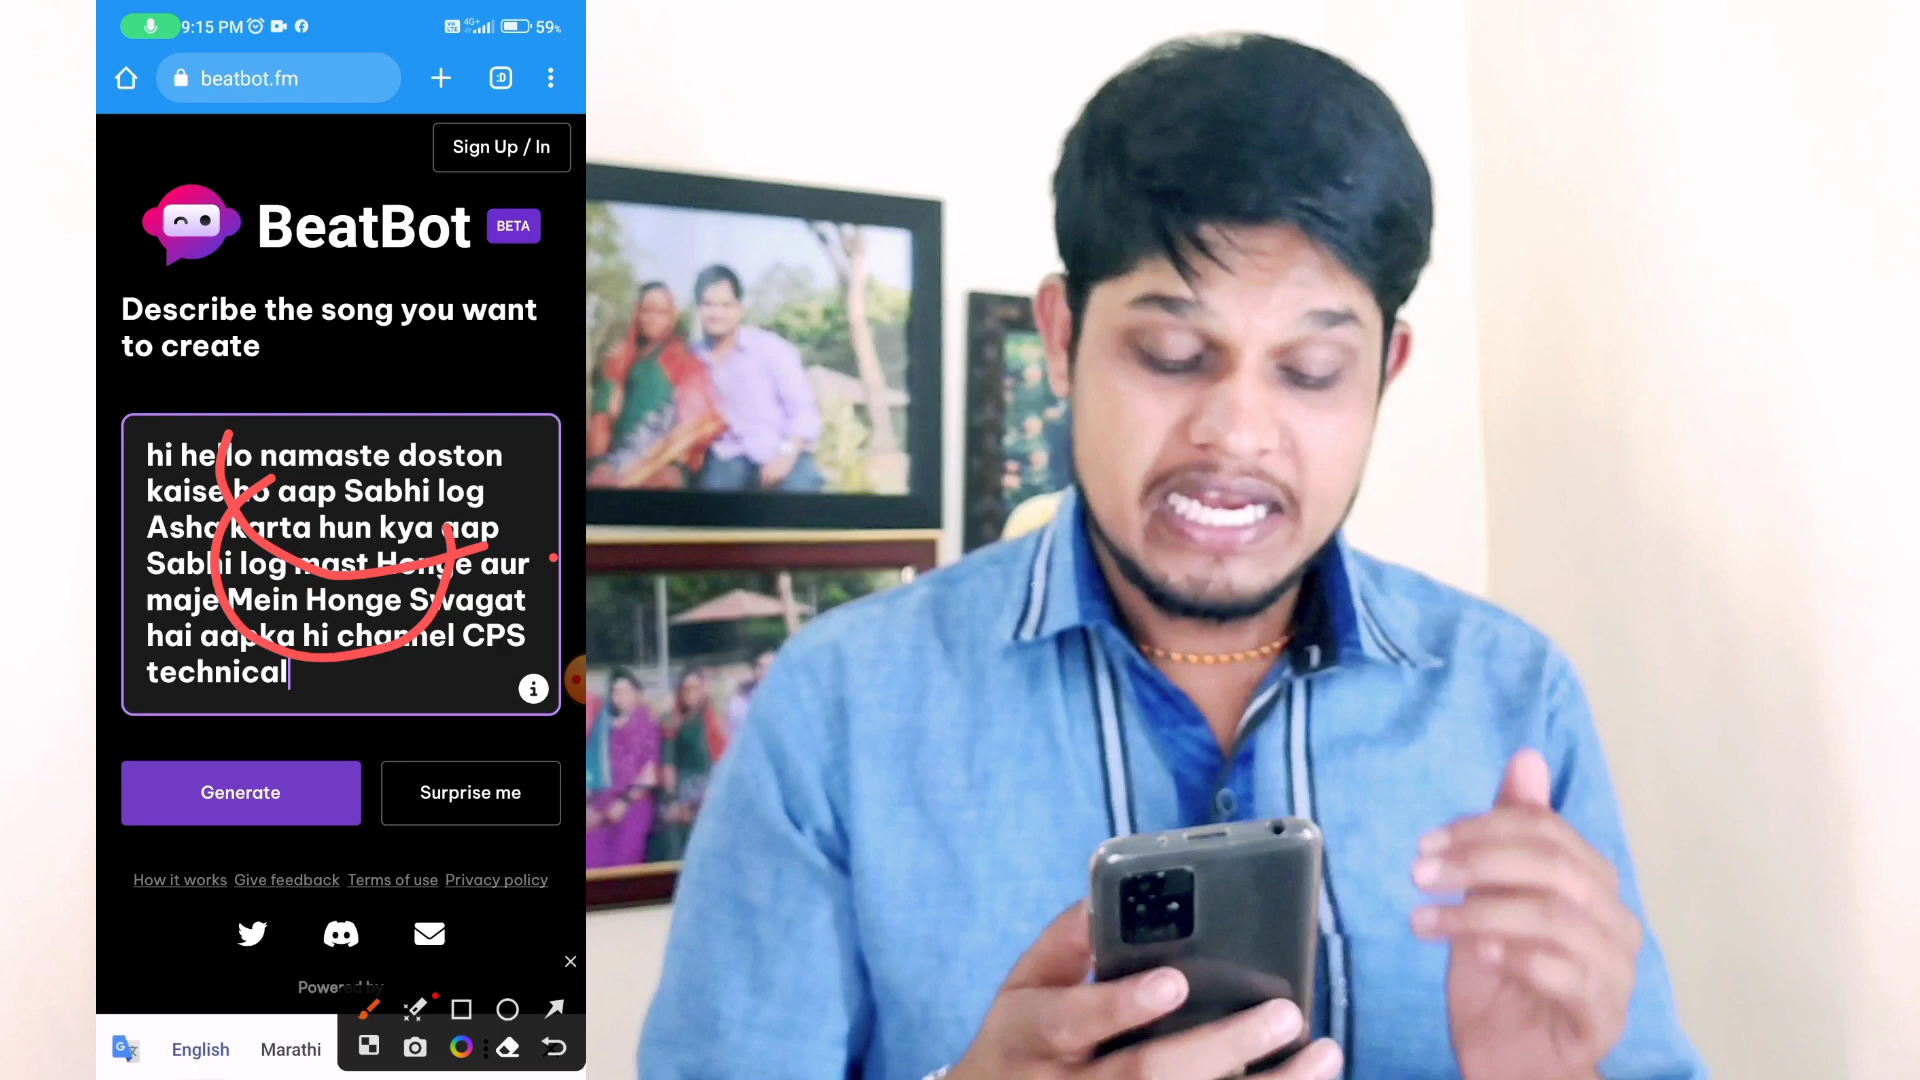 9:15 PM
4G+
59%
beatbot.fm
:D
Sign Up / In
BeatBot BETA
Describe the song you want
to create
hi hello namaste doston
kaise ho aap Sabhi log
Asha karta hun kya aap
Sabhi log mast Honge aur
maje Mein Honge Swagat
hai aapka hi channel CPS
technical
Generate
Surprise me
How it works Give feedback Terms of use Privacy policy
Powered by
English
Marathi